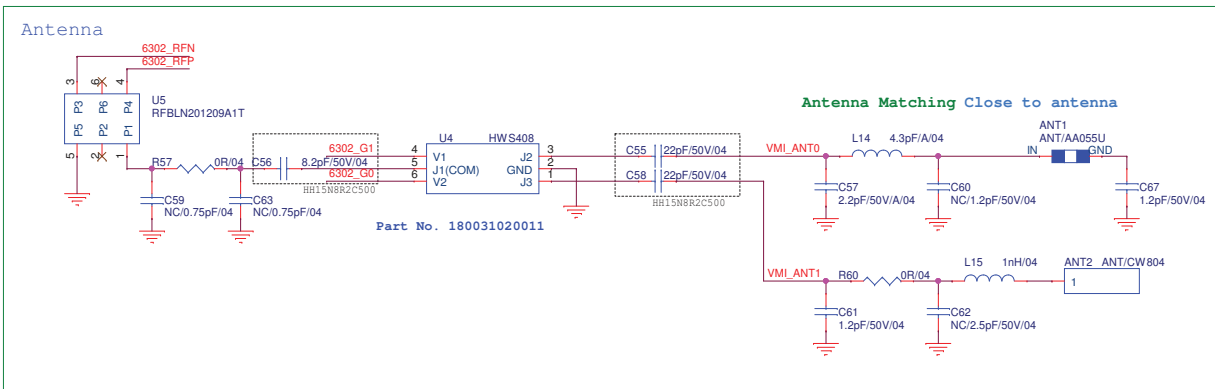 Antenna
6302_RFN
6302_RFP
3
6
4
P3
P6
P4
P5
P2
P1
5
2
1
U5
RFBLN201209A1T
R57
0R/04
C59
NC/0.75pF/04
C63
NC/0.75pF/04
6302_G1
C56
8.2pF/50V/04
6302_G0
HH15N8R2C500
U4
HWS408
4
5
6
V1
J1(COM)
V2
J2
GND
J3
3
2
1
Part No. 180031020011
C55
22pF/50V/04
C58
22pF/50V/04
HH15N8R2C500
Antenna Matching Close to antenna
VMI_ANT0
L14
4.3pF/A/04
ANT1
ANT/AA055U
IN
GND
C57
2.2pF/50V/A/04
C60
NC/1.2pF/50V/04
C67
1.2pF/50V/04
VMI_ANT1
R60
0R/04
L15
1nH/04
ANT2 ANT/CW804
1
C61
1.2pF/50V/04
C62
NC/2.5pF/50V/04